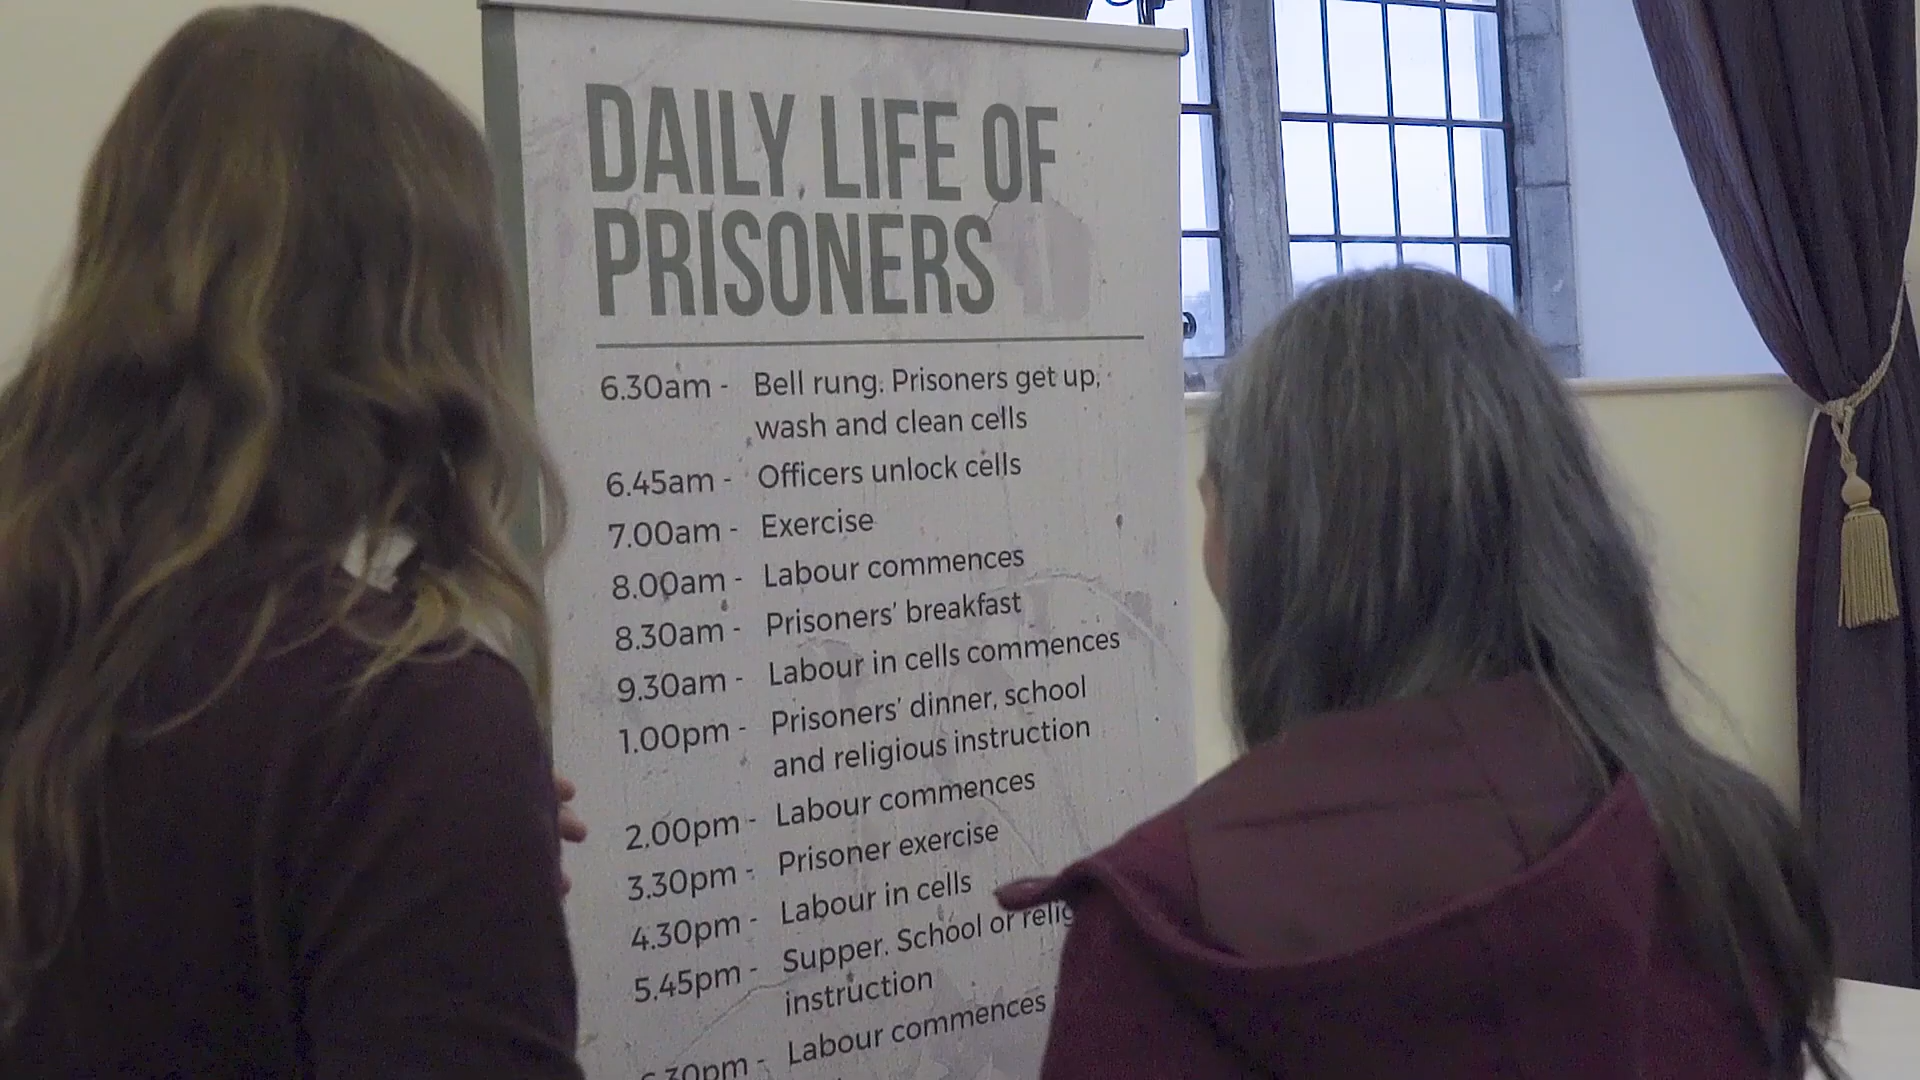 DAILY LIFE OF
PRISONERS
6.30am - Bell rung. Prisoners get up,
wash and clean cells
6.45am - Officers unlock cells
7.00am - Exercise
8.00am - Labour commences
8.30am - Prisoners' breakfast
9.30am - Labour in cells commences
1.00pm - Prisoners' dinner, school
and religious instruction
2.00pm - Labour commences
3.30pm - Prisoner exercise
4.30pm - Labour in cells
5.45pm - Supper. School or
instruction
6.30pm - Labour commences